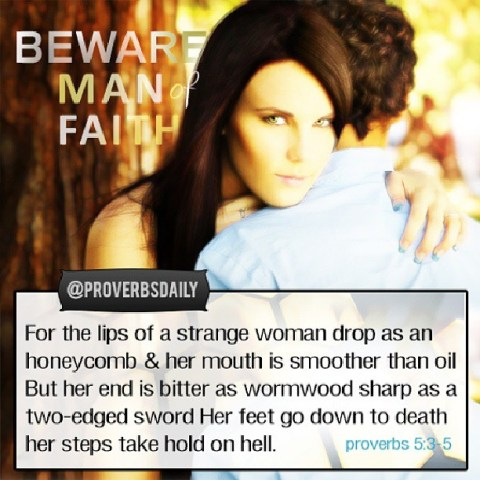 BEWARE
MAN of
FAITH
@PROVERBSDAILY
For the lips of a strange woman drop as an
honeycomb & her mouth is smoother than oil
But her end is bitter as wormwood sharp as a
two-edged sword Her feet go down to death
her steps take hold on hell.
proverbs 5:3-5